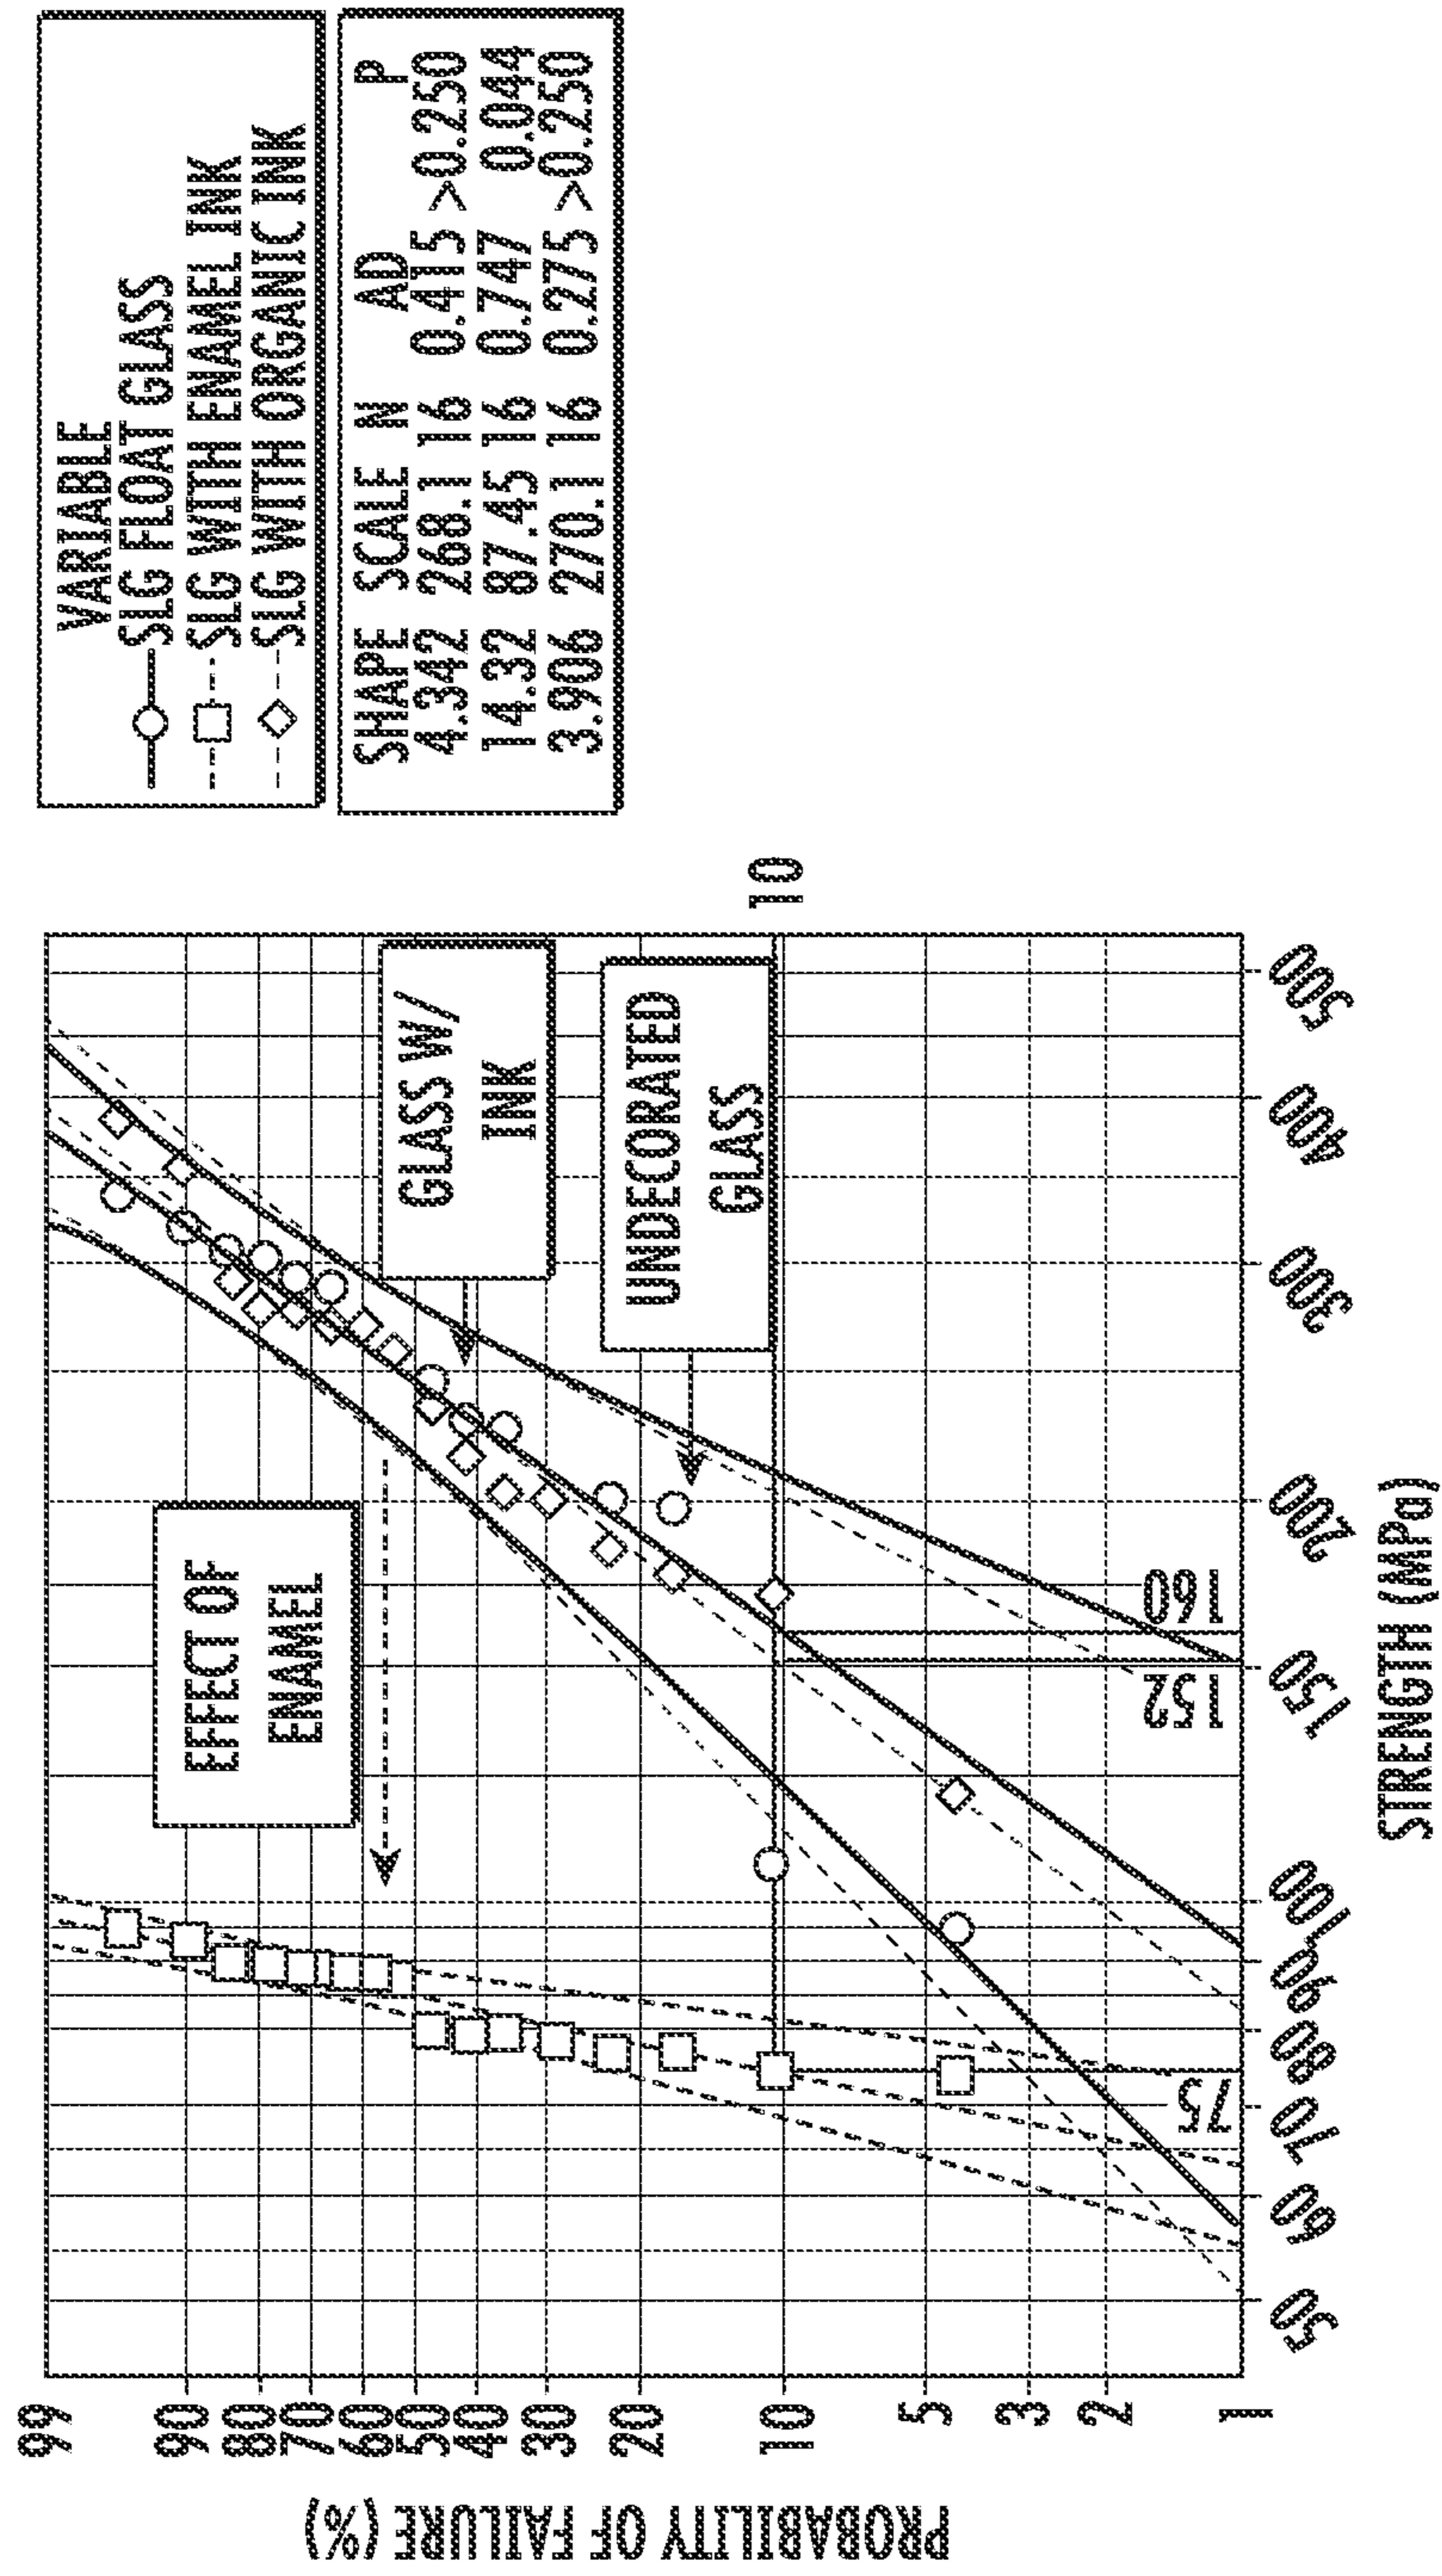 VARIABLE
SLG FLOAT GLASS
SLG WITH ENAMEL INK
SLG WITH ORGANIC INK
SHAPE SCALE N AD P
4.342 268.1 16 0.415 >0.250
14.32 87.45 16 0.747 0.044
3.906 270.1 16 0.275 >0.250
PROBABILITY OF FAILURE (%)
99
90
80
70
60
50
40
30
20
10
5
3
2
1
EFFECT OF
ENAMEL
GLASS W/
INK
UNDECORATED
GLASS
10
75
152
160
50
60
70
80
90
100
150
200
300
400
500
STRENGTH (MPa)